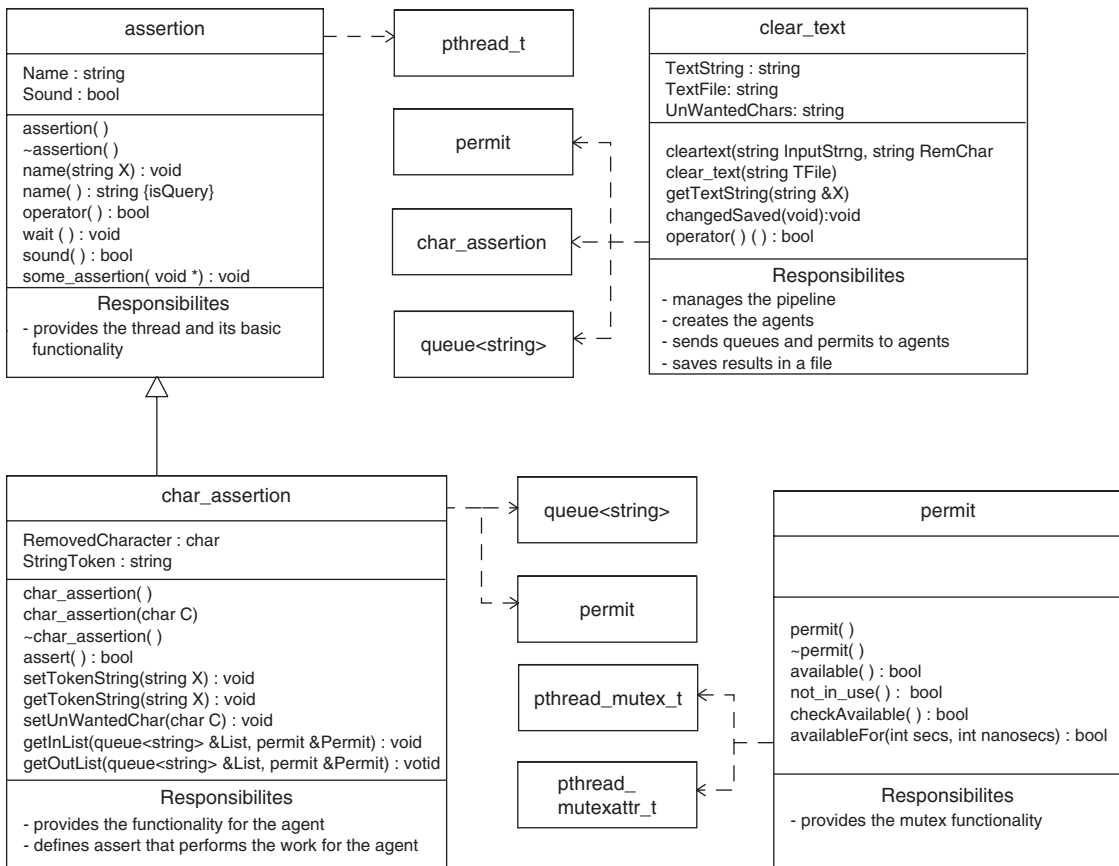 assertion
Name : string
Sound : bool
assertion( )
~assertion( )
name(string X) : void
name( ) : string {isQuery}
operator( ) : bool
wait ( ) : void
sound( ) : bool
some_assertion( void *) : void
Responsibilites
- provides the thread and its basic
functionality
pthread_t
permit
char_assertion
queue<string>
clear_text
TextString : string
TextFile: string
UnWantedChars: string
cleartext(string InputStrng, string RemChar
clear_text(string TFile)
getTextString(string &X)
changedSaved(void):void
operator( ) ( ) : bool
Responsibilites
- manages the pipeline
- creates the agents
- sends queues and permits to agents
- saves results in a file
char_assertion
RemovedCharacter : char
StringToken : string
char_assertion( )
char_assertion(char C)
~char_assertion( )
assert( ) : bool
setTokenString(string X) : void
getTokenString(string X) : void
setUnWantedChar(char C) : void
getInList(queue<string> &List, permit &Permit) : void
getOutList(queue<string> &List, permit &Permit) : votid
Responsibilites
- provides the functionality for the agent
- defines assert that performs the work for the agent
queue<string>
permit
pthread_mutex_t
pthread_
mutexattr_t
permit
permit( )
~permit( )
available( ) : bool
not_in_use( ) : bool
checkAvailable( ) : bool
availableFor(int secs, int nanosecs) : bool
Responsibilites
- provides the mutex functionality